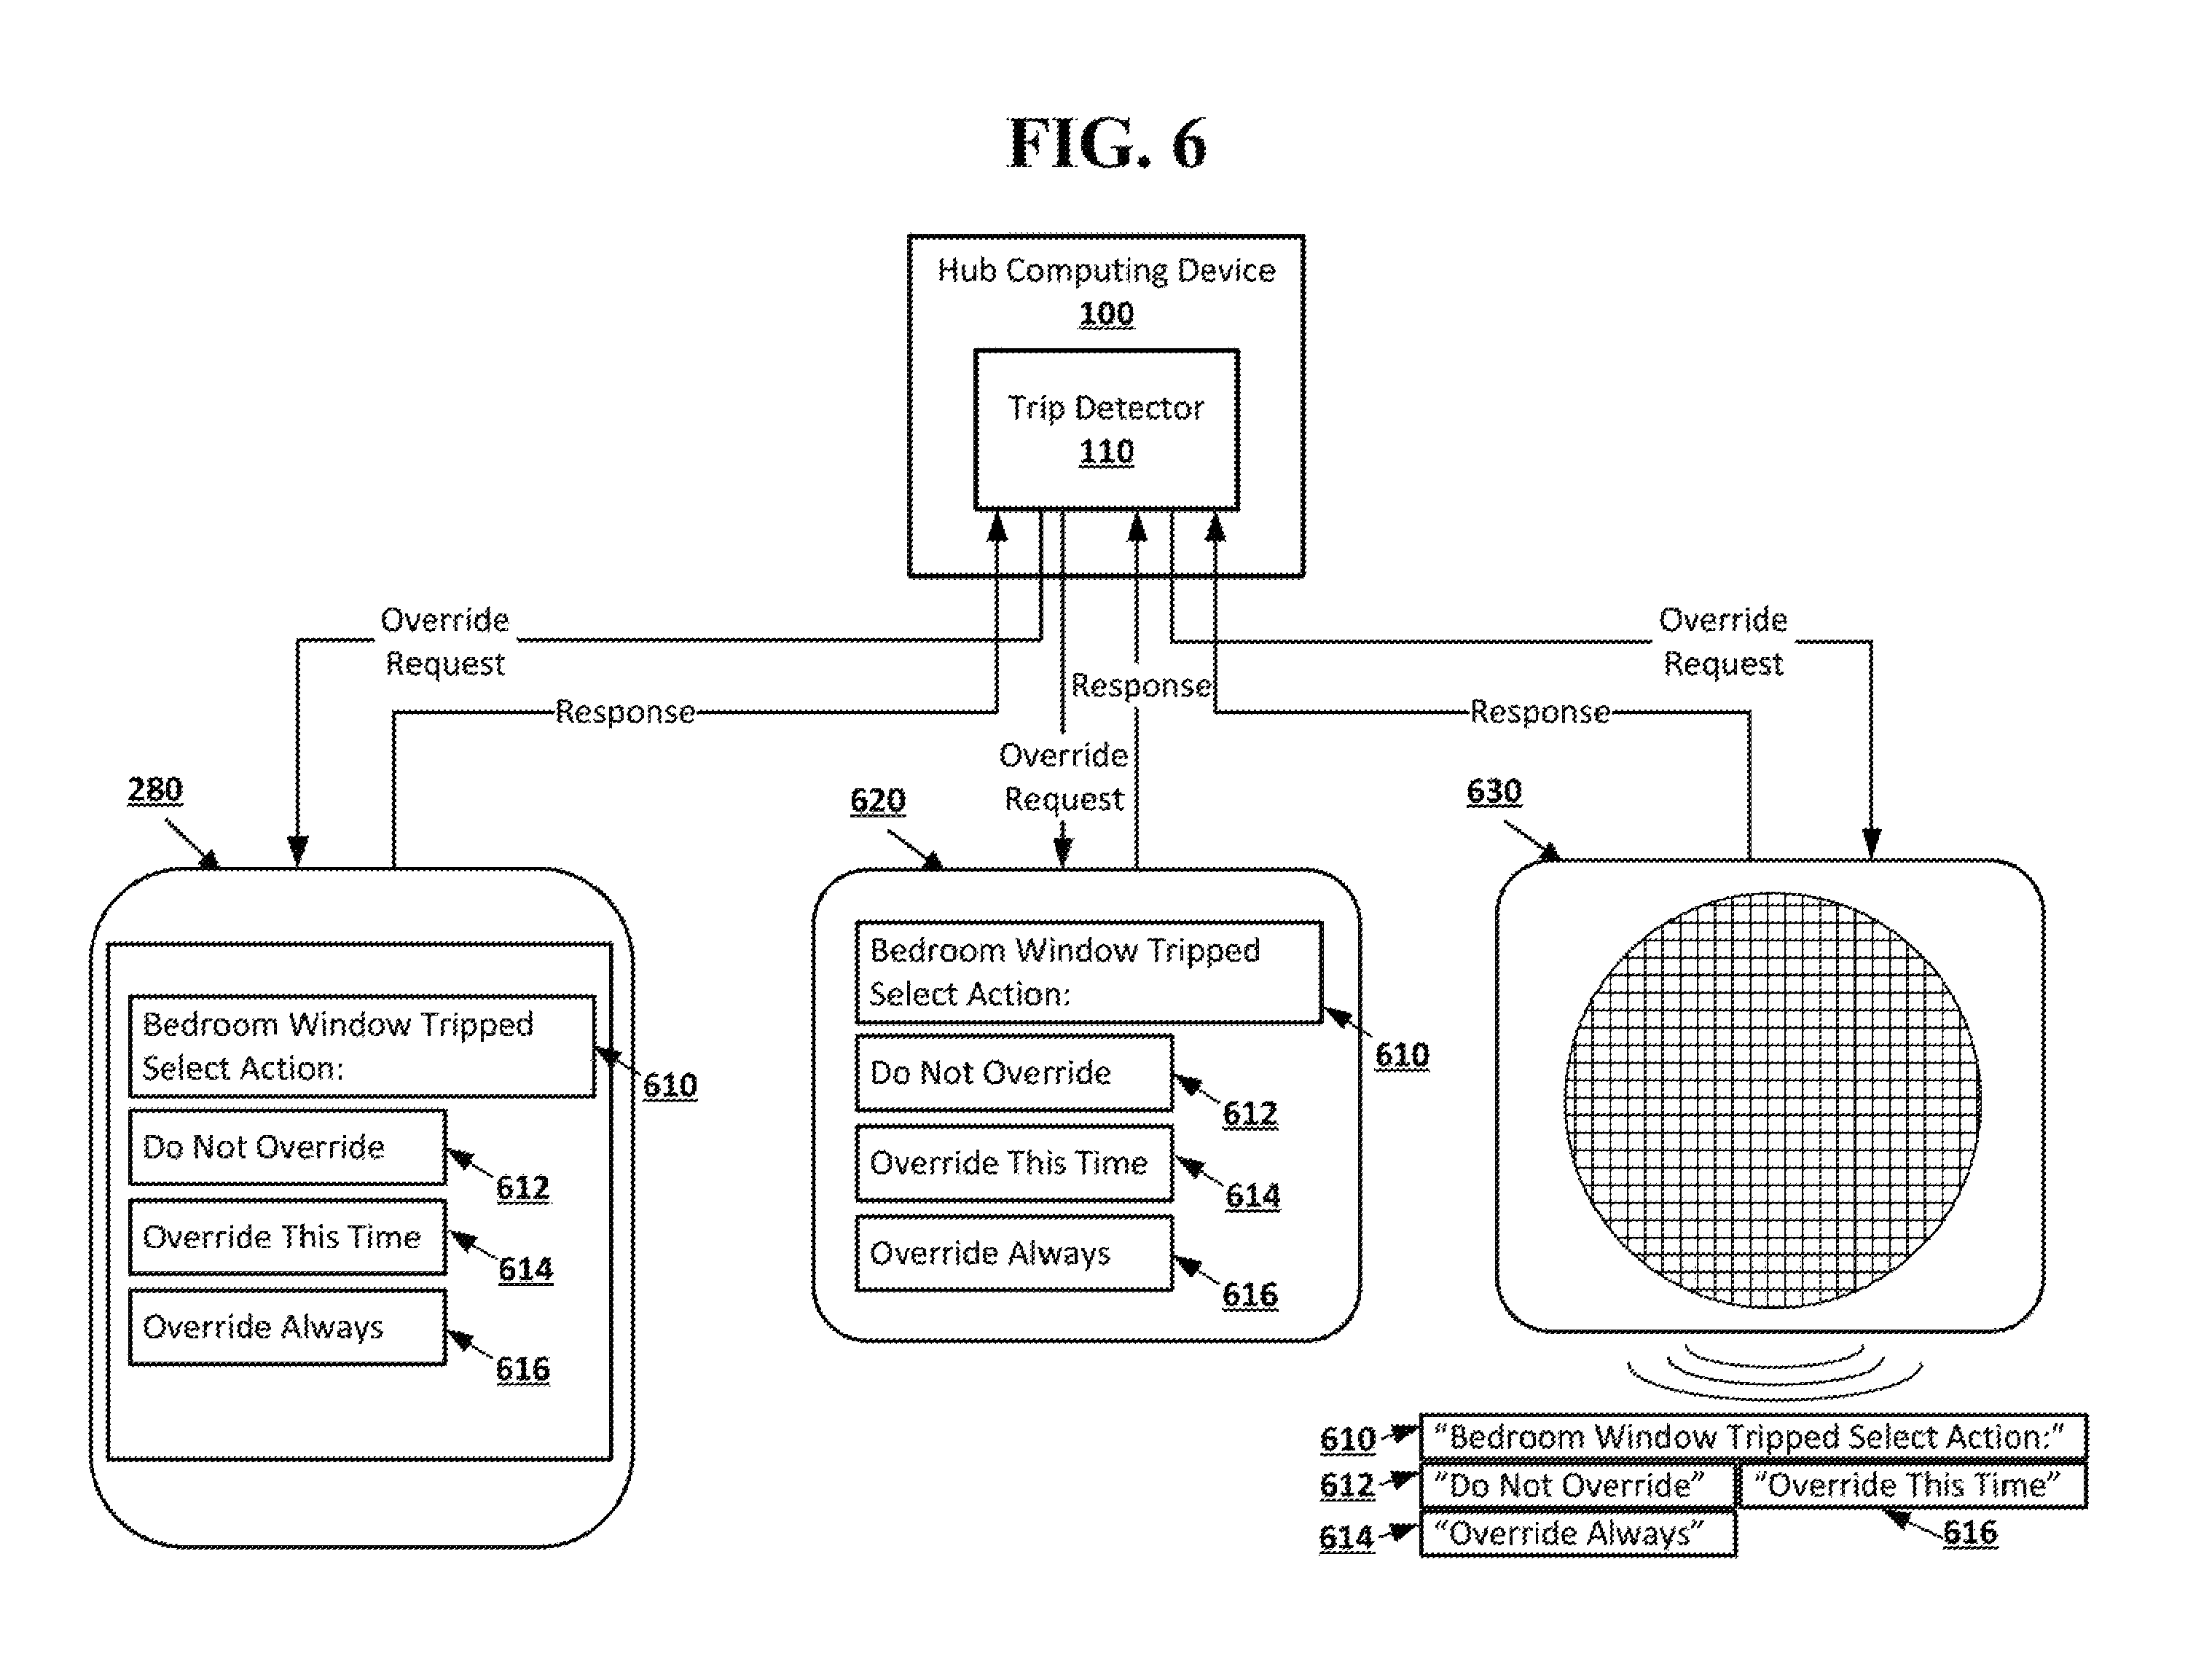 FIG. 6
Hub Computing Device
100
Trip Detector
110
Override
Request
Response
Response
Override
Request
Override
Request
Response
280
620
630
Bedroom Window Tripped
Select Action:
610
Do Not Override
612
Override This Time
614
Override Always
616
Bedroom Window Tripped
Select Action:
610
Do Not Override
612
Override This Time
614
Override Always
616
610
“Bedroom Window Tripped Select Action:”
612
“Do Not Override”
“Override This Time”
614
“Override Always”
616